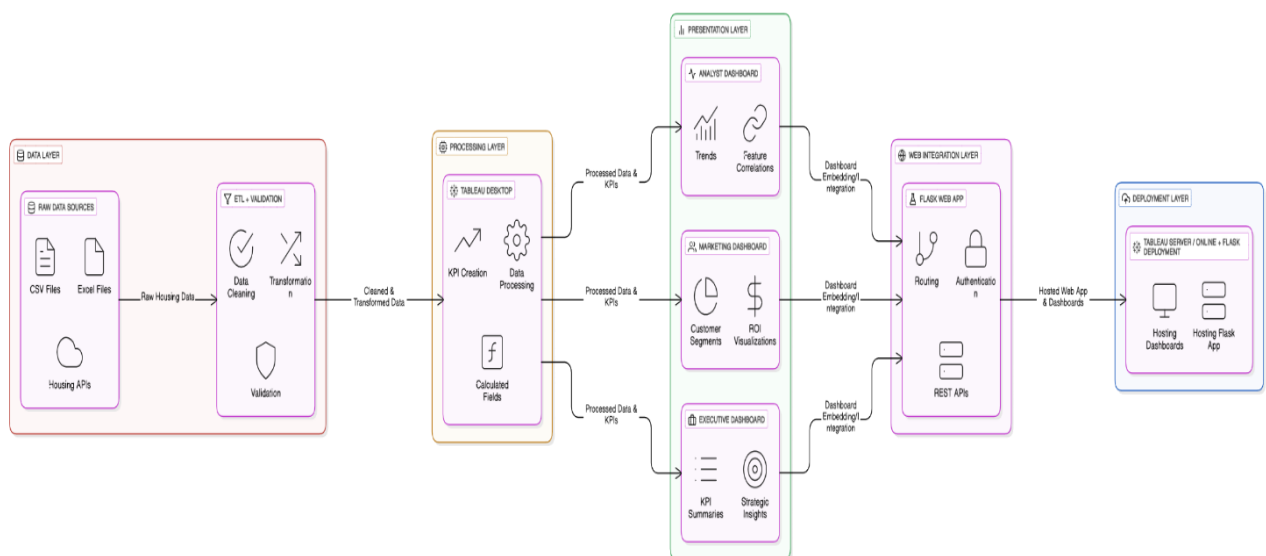 DATA LAYER
RAW DATA SOURCES
CSV Files
Excel Files
Housing APIs
Raw Housing Data
ETL + VALIDATION
Data
Cleaning
Transformatio
n
Validation
Cleaned &
Transformed Data
PROCESSING LAYER
TABLEAU DESKTOP
KPI Creation
Data
Processing
Calculated
Fields
Processed Data &
KPIs
Processed Data &
KPIs
Processed Data &
KPIs
PRESENTATION LAYER
ANALYST DASHBOARD
Trends
Feature
Correlations
MARKETING DASHBOARD
Customer
Segments
ROI
Visualizations
EXECUTIVE DASHBOARD
KPI
Summaries
Strategic
Insights
Dashboard
Embedding/I
ntegration
Dashboard
Embedding/I
ntegration
Dashboard
Embedding/I
ntegration
WEB INTEGRATION LAYER
FLASK WEB APP
Routing
Authenticatio
n
REST APIs
Hosted Web App
& Dashboards
DEPLOYMENT LAYER
TABLEAU SERVER / ONLINE + FLASK
DEPLOYMENT
Hosting
Dashboards
Hosting Flask
App